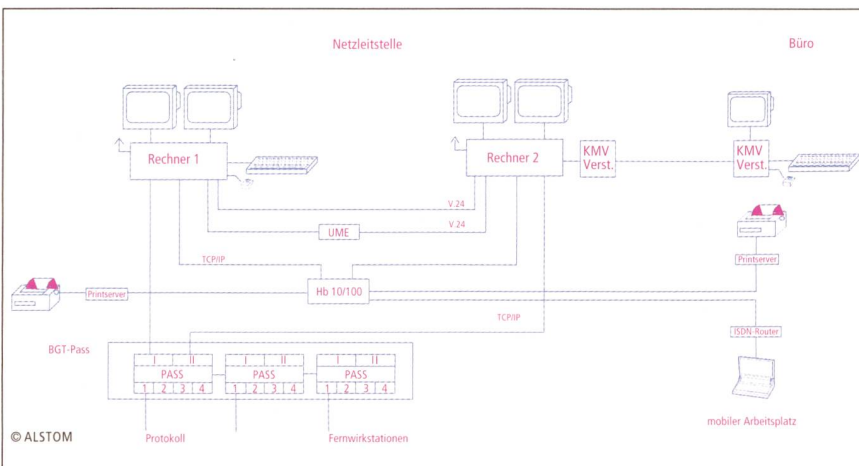 Netzleitstelle
Büro
Rechner 1
Rechner 2
KMV
Verst.
KMV
Verst.
V.24
UME
V.24
TCP/IP
Printserver
Hb 10/100
Printserver
TCP/IP
ISDN-Router
BGT-Pass
I II
PASS
1 2 3 4
I II
PASS
1 2 3 4
I II
PASS
1 2 3 4
mobiler Arbeitsplatz
© ALSTOM
Protokoll
Fernwirkstationen